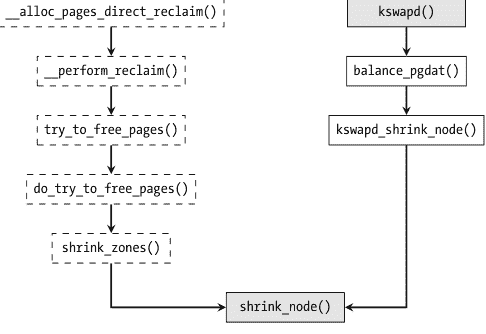 __alloc_pages_direct_reclaim()
kswapd()
__perform_reclaim()
balance_pgdat()
try_to_free_pages()
kswapd_shrink_node()
do_try_to_free_pages()
shrink_zones()
shrink_node()